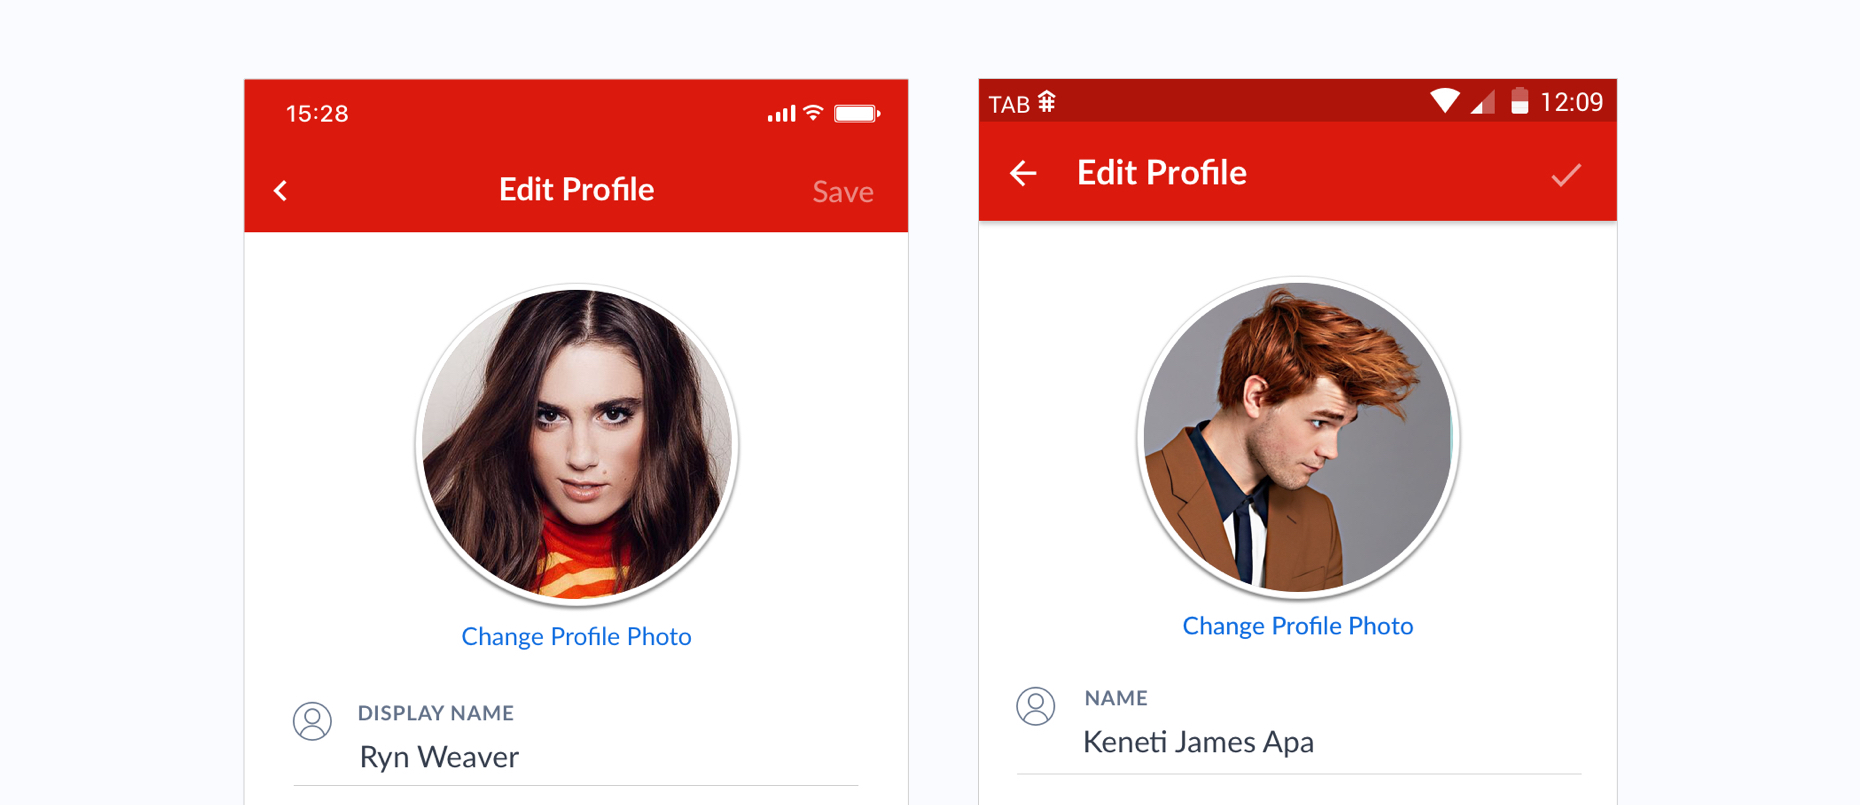 15:28
Edit Profile
Save
Change Profile Photo
DISPLAY NAME
Ryn Weaver
TAB
12:09
Edit Profile
Change Profile Photo
NAME
Keneti James Apa